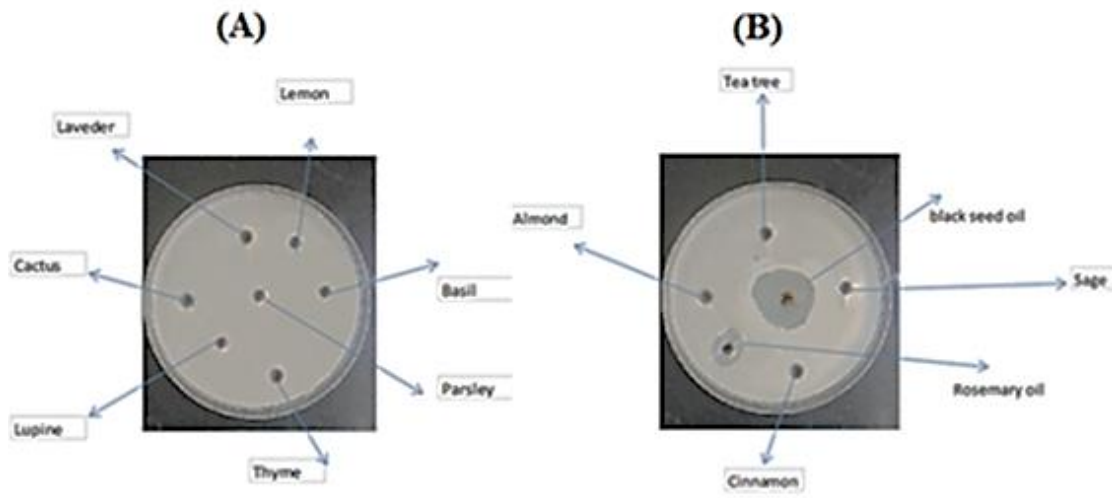 (A)
Lemon
Laveder
Cactus
Basil
Parsley
Lupine
Thyme
(B)
Tea tree
Almond
black seed oil
Sage
Rosemary oil
Cinnamon